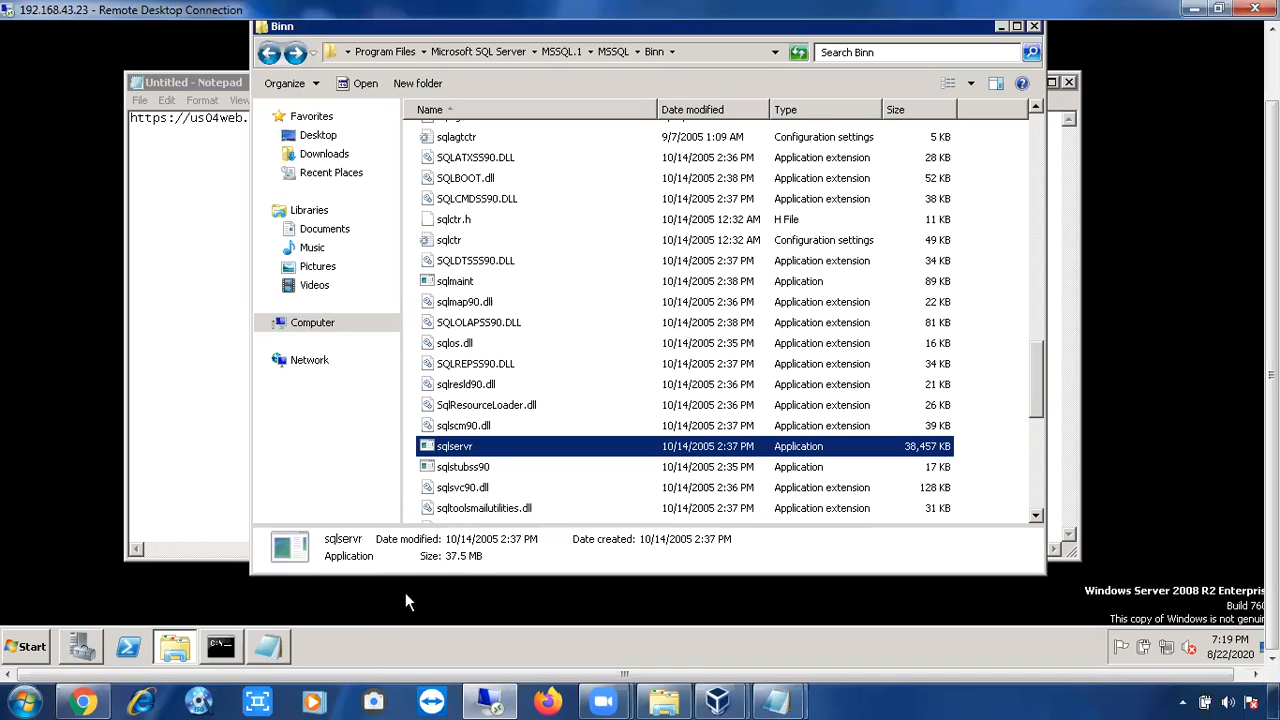 192.168.43.23 - Remote Desktop Connection
Binn
Program Files ▸ Microsoft SQL Server ▸ MSSQL.1 ▸ MSSQL ▸ Binn ▸
Search Binn
Untitled - Notepad
File Edit Format
https://us04web.
Organize Open New folder
Name Date modified Type Size
Favorites
Desktop
Downloads
Recent Places
Libraries
Documents
Music
Pictures
Videos
Computer
Network
sqlagtctr 9/7/2005 1:09 AM Configuration settings 5 KB
SQLATXSS90.DLL 10/14/2005 2:36 PM Application extension 28 KB
SQLBOOT.dll 10/14/2005 2:38 PM Application extension 52 KB
SQLCMDSS90.DLL 10/14/2005 2:37 PM Application extension 38 KB
sqlctr.h 10/14/2005 12:32 AM H File 11 KB
sqlctr 10/14/2005 12:32 AM Configuration settings 49 KB
SQLDTSSS90.DLL 10/14/2005 2:37 PM Application extension 34 KB
sqlmaint 10/14/2005 2:38 PM Application 89 KB
sqlmap90.dll 10/14/2005 2:36 PM Application extension 22 KB
SQLOLAPSS90.DLL 10/14/2005 2:38 PM Application extension 81 KB
sqlos.dll 10/14/2005 2:35 PM Application extension 16 KB
SQLREPSS90.DLL 10/14/2005 2:37 PM Application extension 34 KB
sqlresld90.dll 10/14/2005 2:36 PM Application extension 21 KB
SqlResourceLoader.dll 10/14/2005 2:37 PM Application extension 26 KB
sqlscm90.dll 10/14/2005 2:37 PM Application extension 39 KB
sqlservr 10/14/2005 2:37 PM Application 38,457 KB
sqlstubss90 10/14/2005 2:35 PM Application 17 KB
sqlsvc90.dll 10/14/2005 2:37 PM Application extension 128 KB
sqltoolsmailutilities.dll 10/14/2005 2:37 PM Application extension 31 KB
sqlservr Date modified: 10/14/2005 2:37 PM Date created: 10/14/2005 2:37 PM
Application Size: 37.5 MB
Windows Server 2008 R2 Enterpris
Build 760
This copy of Windows is not genuin
Start
7:19 PM
8/22/2020